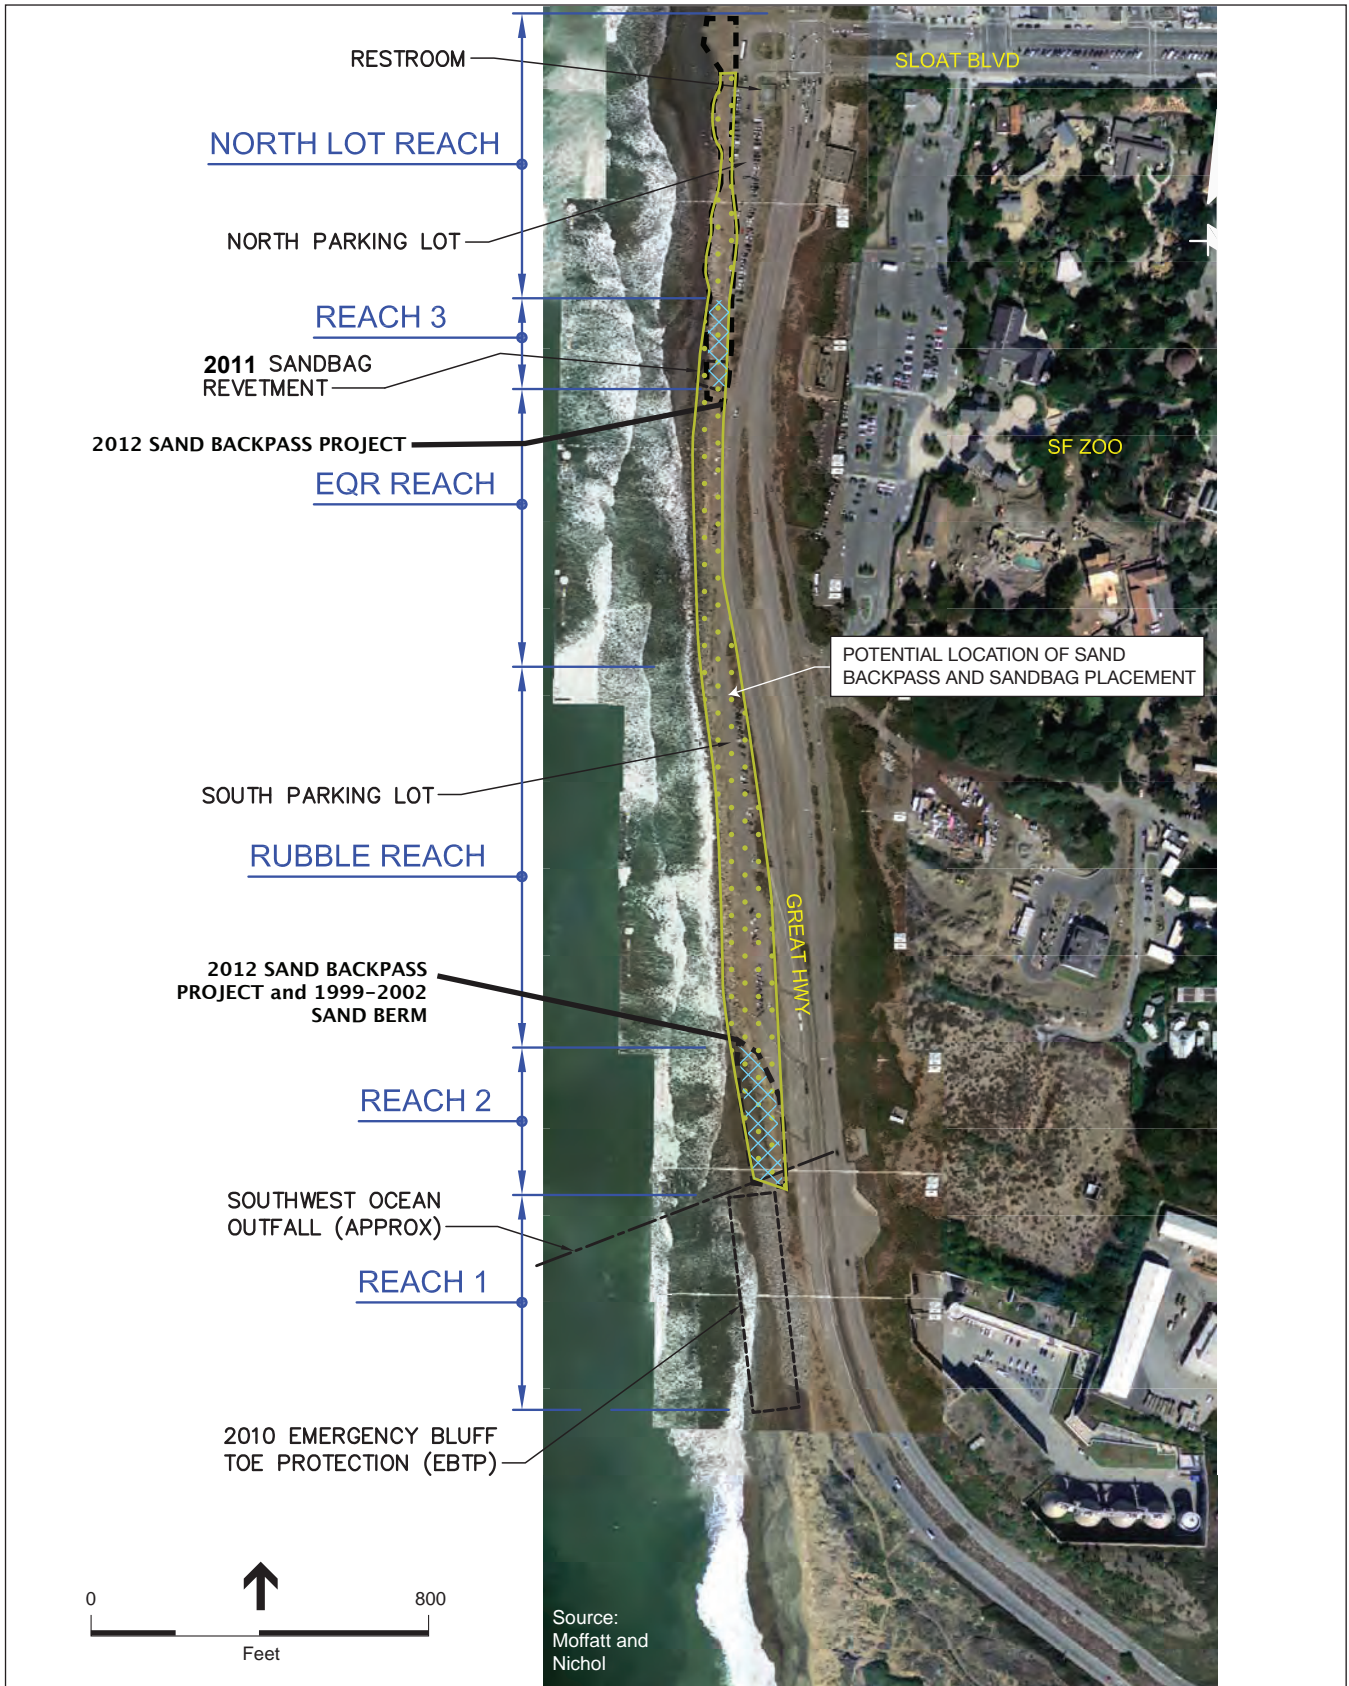 RESTROOM
SLOAT BLVD
NORTH LOT REACH
NORTH PARKING LOT
REACH 3
2011 SANDBAG
REVETMENT
2012 SAND BACKPASS PROJECT
SF ZOO
EQR REACH
POTENTIAL LOCATION OF SAND
BACKPASS AND SANDBAG PLACEMENT
SOUTH PARKING LOT
RUBBLE REACH
GREAT HWY
2012 SAND BACKPASS
PROJECT and 1999-2002
SAND BERM
REACH 2
SOUTHWEST OCEAN
OUTFALL (APPROX)
REACH 1
2010 EMERGENCY BLUFF
TOE PROTECTION (EBTP)
0 800
Feet
Source:
Moffatt and
Nichol